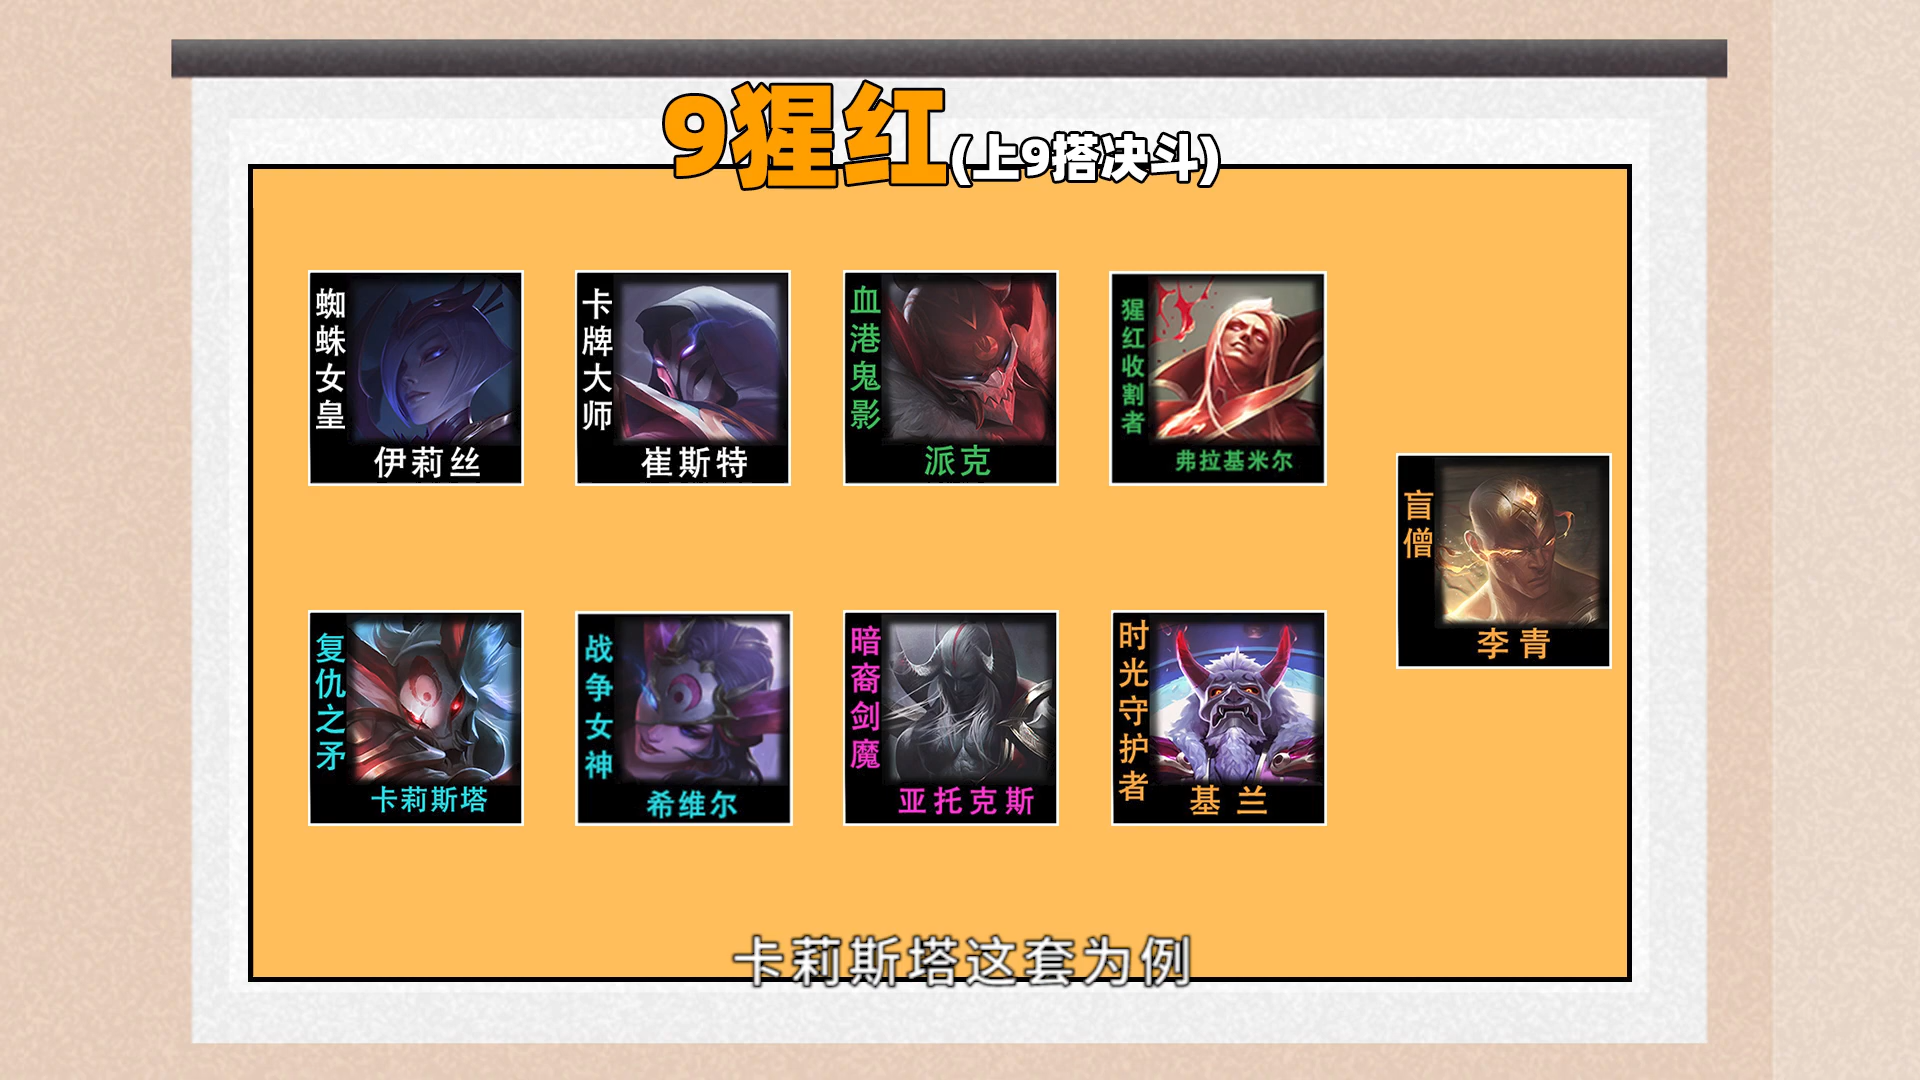 9猩红(上9搭决斗)
蜘蛛女皇
伊莉丝
卡牌大师
崔斯特
血港鬼影
派克
猩红收割者
弗拉基米尔
盲僧
李青
复仇之矛
卡莉斯塔
战争女神
希维尔
暗裔剑魔
亚托克斯
时光守护者
基兰
卡莉斯塔这套为例